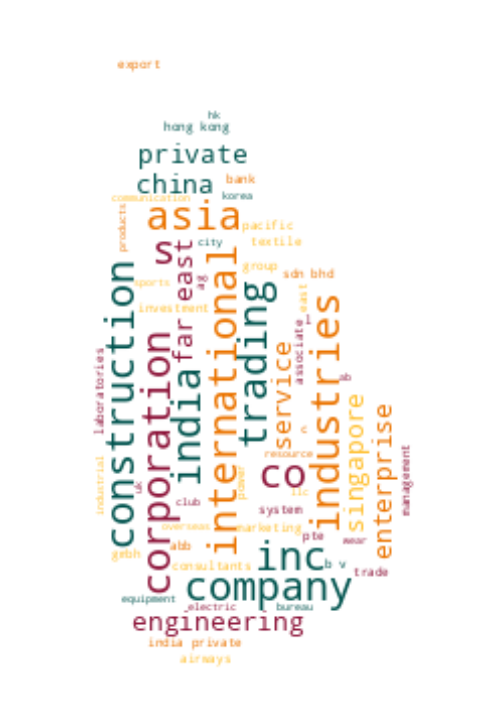 export
hk
hong kong
private
china
bank
korea
communication
asia
products
pacific
s
city
textile
group
sdn bhd
far east
ag
sports
east
investment
construction
international
trading
industries
l
associate
corporation
india
service
laboratories
ab
singapore
enterprise
c
resource
management
industrial
uk
co
power
llc
club
system
overseas
marketing
pte
wear
gmbh
abb
inc
consultants
b v
trade
company
equipment
electric
bureau
engineering
india private
airways